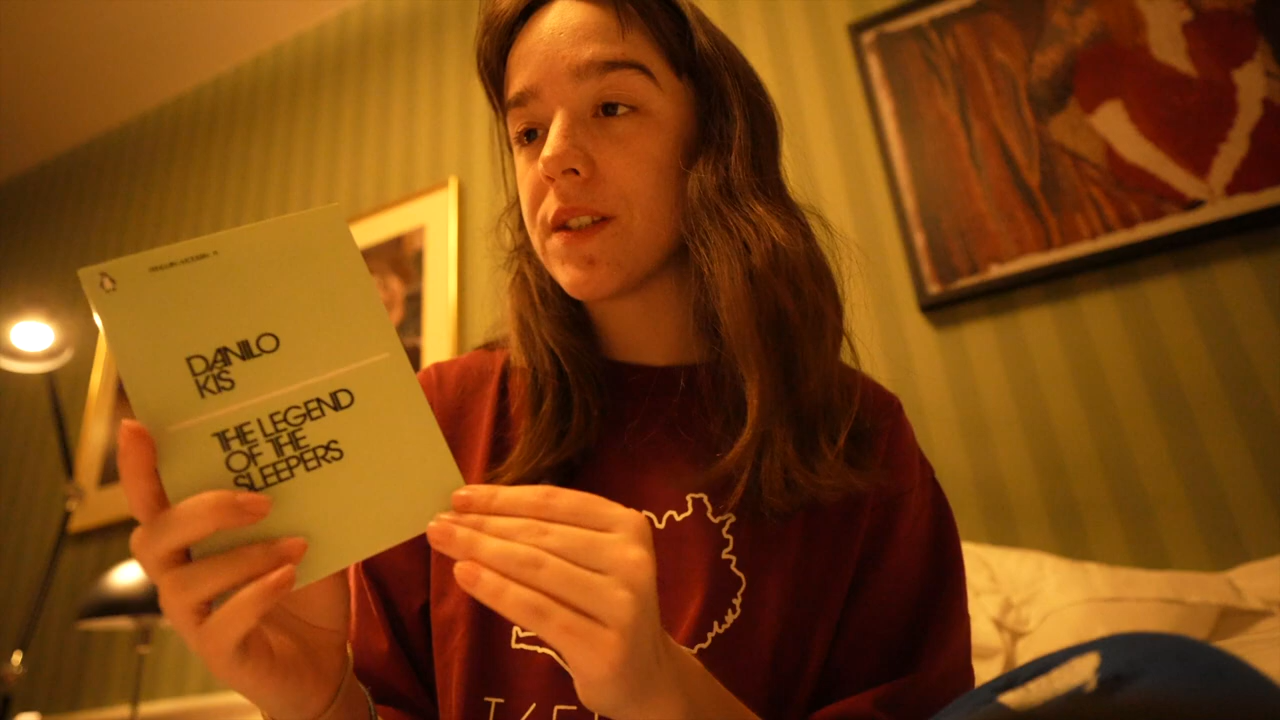 DANILO
KIS
THE LEGEND
OF THE
SLEEPERS